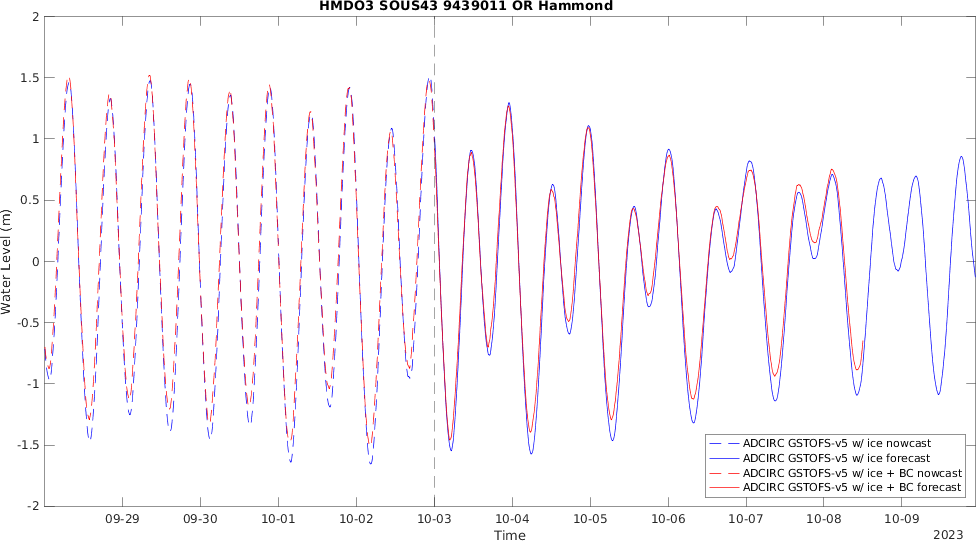 HMDO3 SOUS43 9439011 OR Hammond
2
1.5
1
0.5
0
-0.5
-1
-1.5
-2
Water Level (m)
09-29 09-30 10-01 10-02 10-03 10-04 10-05 10-06 10-07 10-08 10-09
Time
2023
ADCIRC GSTOFS-v5 w/ ice nowcast
ADCIRC GSTOFS-v5 w/ ice forecast
ADCIRC GSTOFS-v5 w/ ice + BC nowcast
ADCIRC GSTOFS-v5 w/ ice + BC forecast